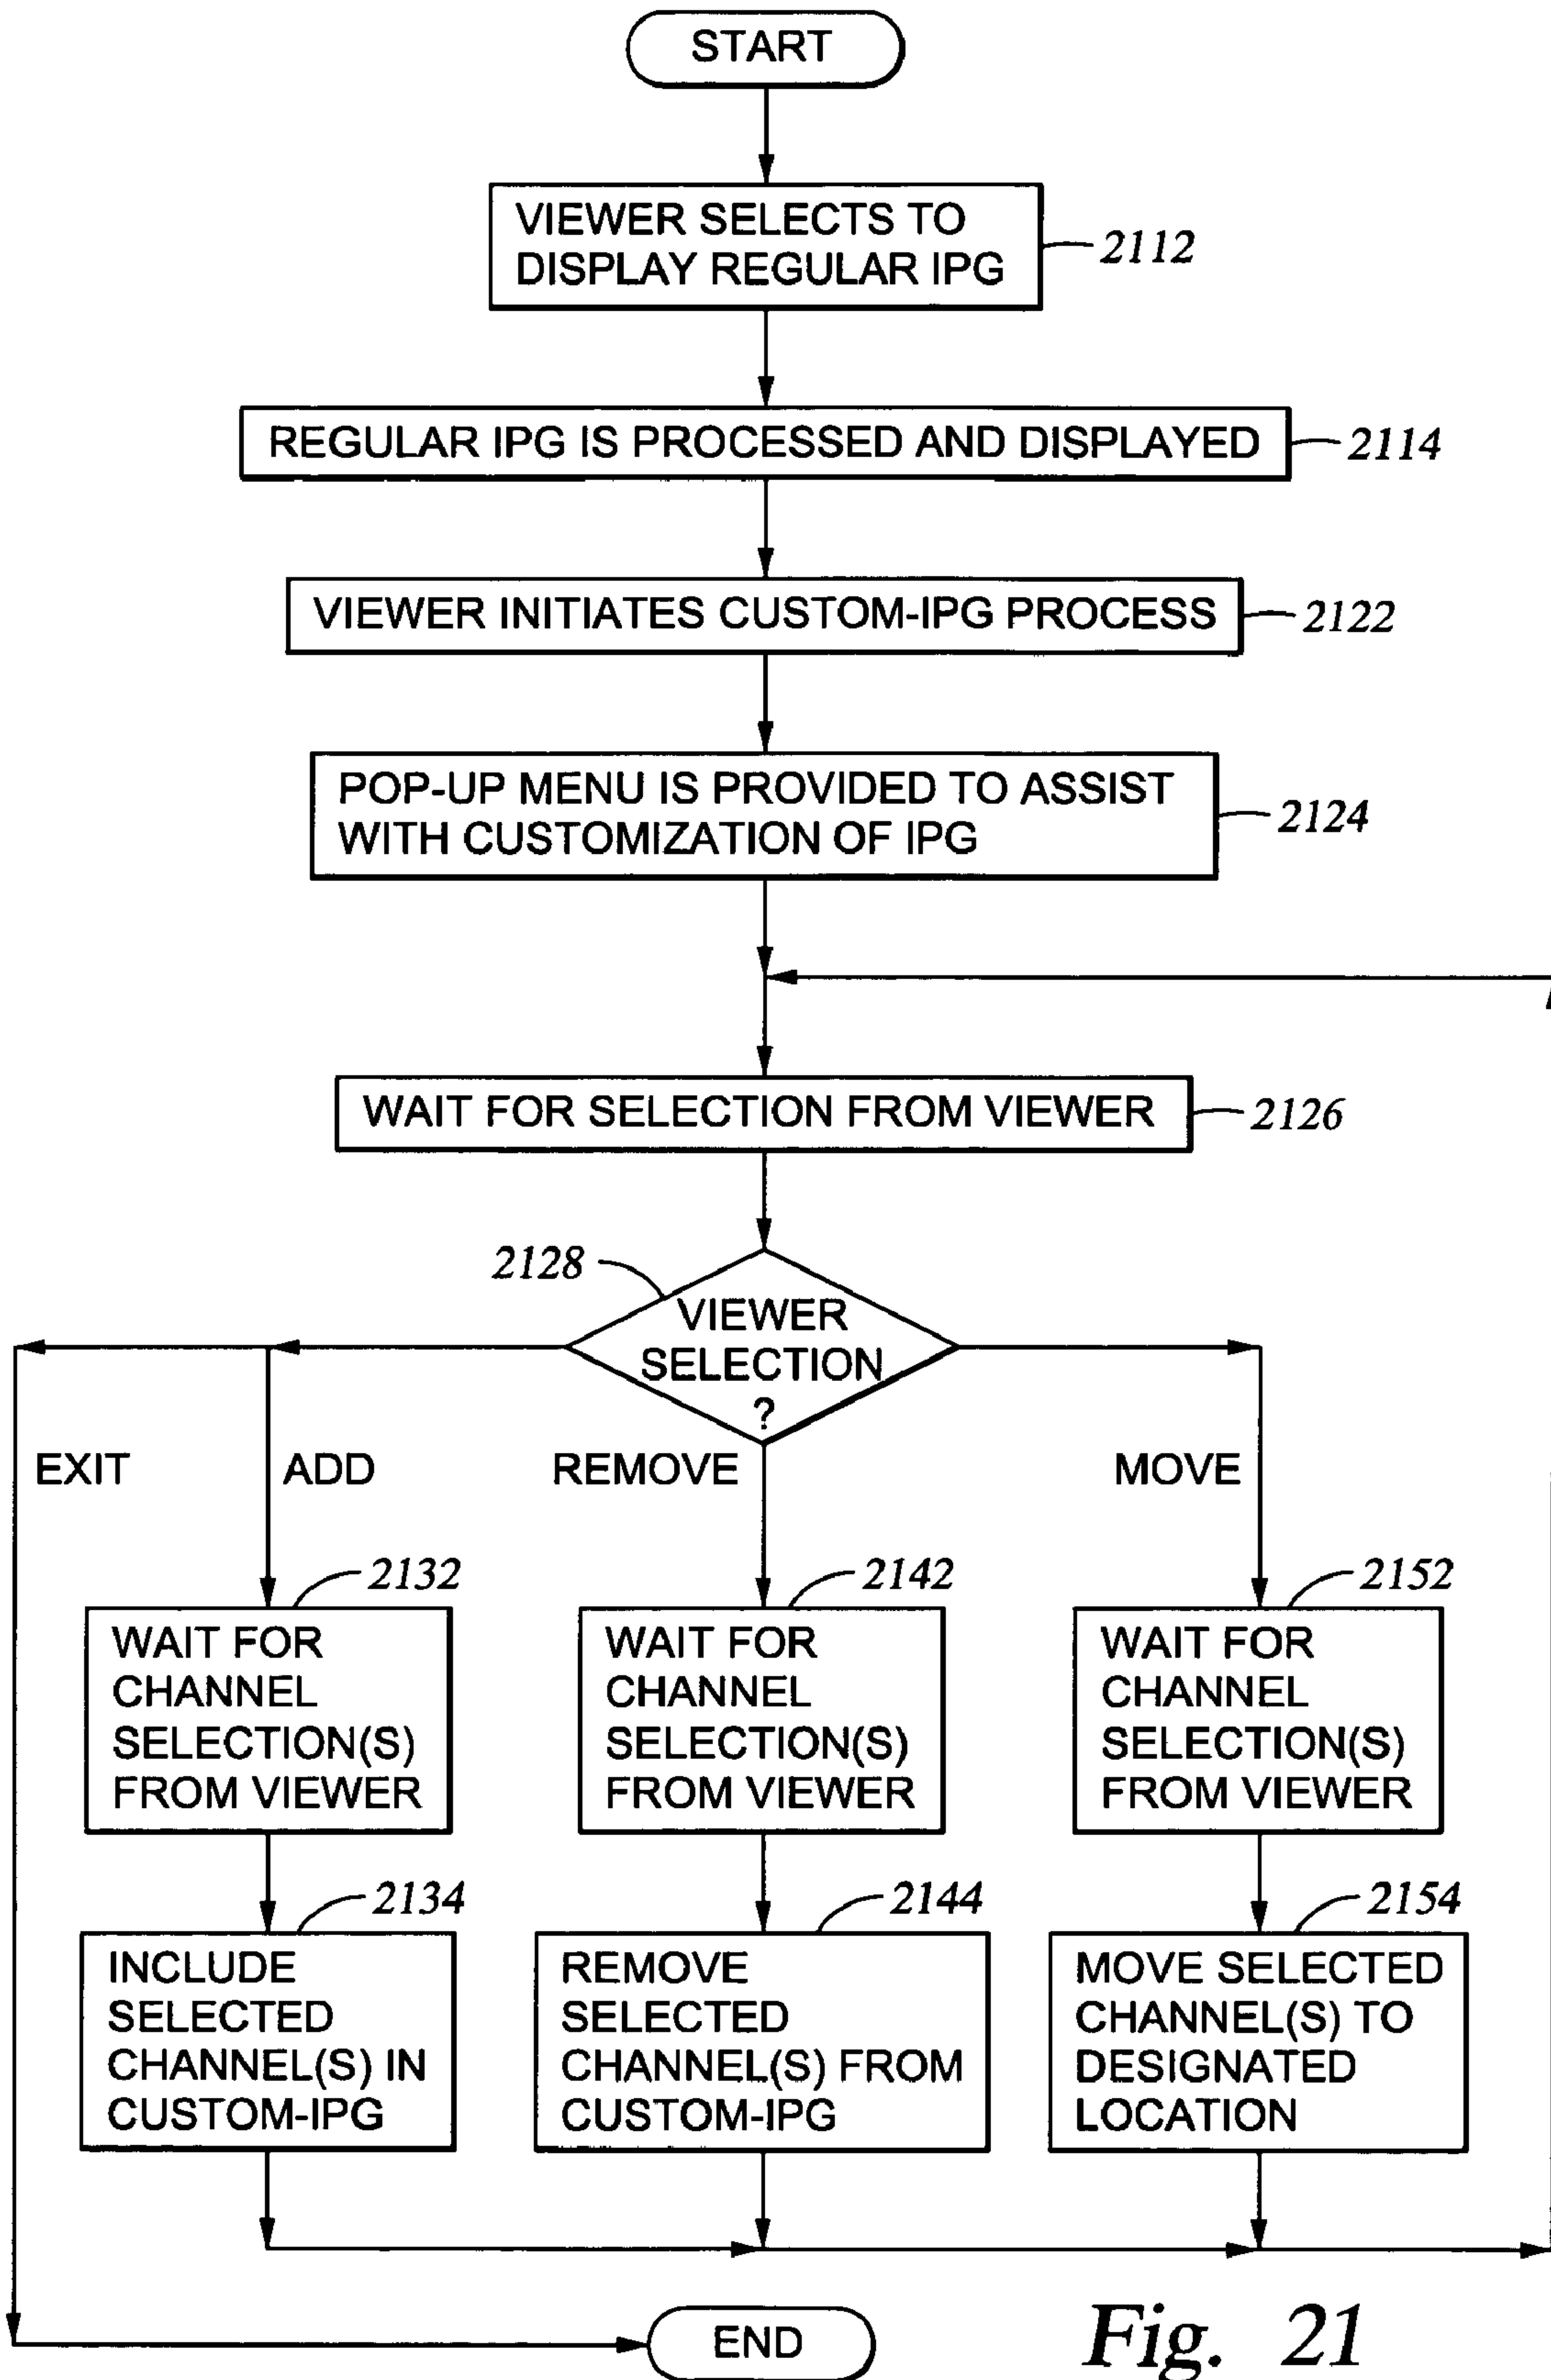 START
VIEWER SELECTS TO
DISPLAY REGULAR IPG
2112
REGULAR IPG IS PROCESSED AND DISPLAYED
2114
VIEWER INITIATES CUSTOM-IPG PROCESS
2122
POP-UP MENU IS PROVIDED TO ASSIST
WITH CUSTOMIZATION OF IPG
2124
WAIT FOR SELECTION FROM VIEWER
2126
2128
VIEWER
SELECTION
?
EXIT
ADD
REMOVE
MOVE
2132
WAIT FOR
CHANNEL
SELECTION(S)
FROM VIEWER
2142
WAIT FOR
CHANNEL
SELECTION(S)
FROM VIEWER
2152
WAIT FOR
CHANNEL
SELECTION(S)
FROM VIEWER
2134
INCLUDE
SELECTED
CHANNEL(S) IN
CUSTOM-IPG
2144
REMOVE
SELECTED
CHANNEL(S) FROM
CUSTOM-IPG
2154
MOVE SELECTED
CHANNEL(S) TO
DESIGNATED
LOCATION
END
Fig. 21